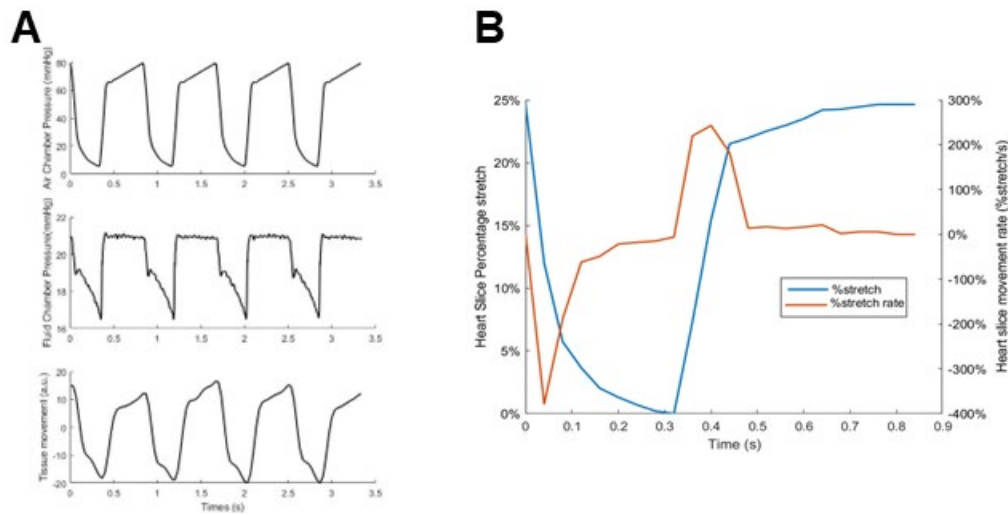 A
Air Chamber Pressure (mmHg)
80
60
40
20
0
0 0.5 1 1.5 2 2.5 3 3.5
Fluid Chamber Pressure(mmHg)
22
20
18
16
0 0.5 1 1.5 2 2.5 3 3.5
Tissue movement (a.u.)
20
10
0
-10
-20
0 0.5 1 1.5 2 2.5 3 3.5
Times (s)
B
Heart Slice Percentage stretch
25%
20%
15%
10%
5%
0%
300%
200%
100%
0%
-100%
-200%
-300%
-400%
Heart slice movement rate (%stretch/s)
%stretch
%stretch rate
0 0.1 0.2 0.3 0.4 0.5 0.6 0.7 0.8 0.9
Time (s)